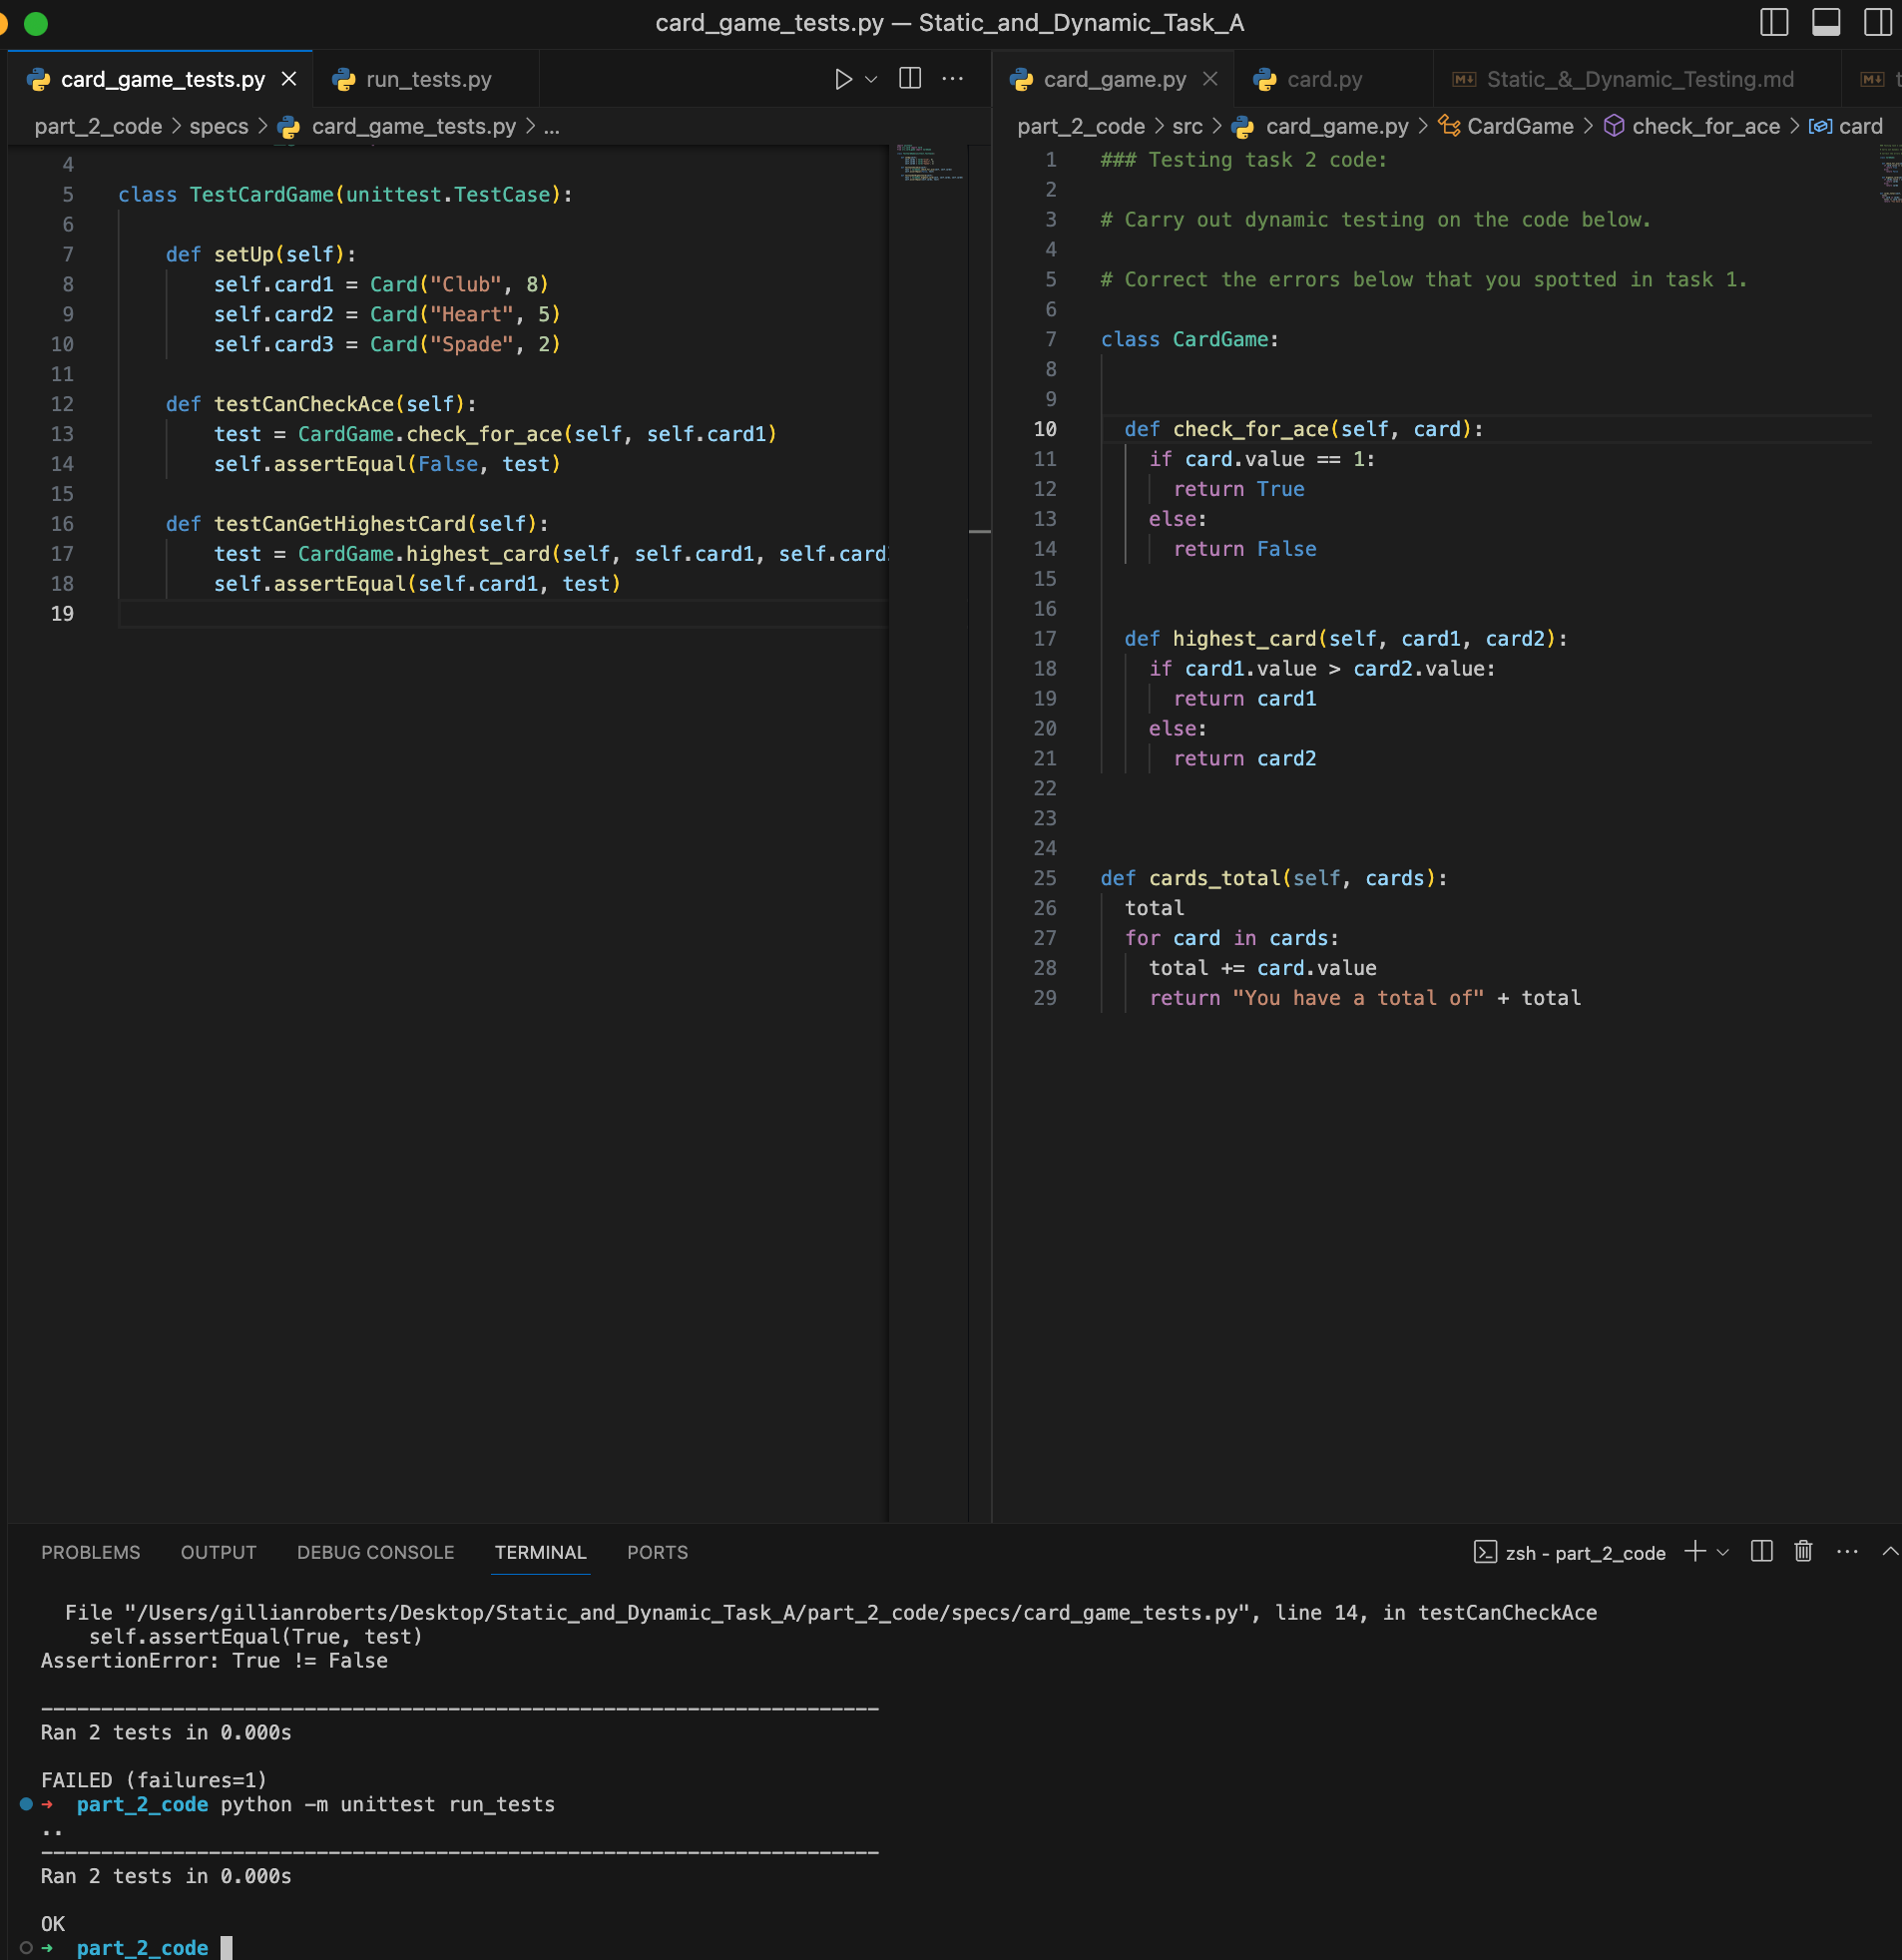 card_game_tests.py — Static_and_Dynamic_Task_A
card_game_tests.py
run_tests.py
part_2_code > specs > card_game_tests.py > ...
4
5 class TestCardGame(unittest.TestCase):
6
7     def setUp(self):
8         self.card1 = Card("Club", 8)
9         self.card2 = Card("Heart", 5)
10         self.card3 = Card("Spade", 2)
11
12     def testCanCheckAce(self):
13         test = CardGame.check_for_ace(self, self.card1)
14         self.assertEqual(False, test)
15
16     def testCanGetHighestCard(self):
17         test = CardGame.highest_card(self, self.card1, self.card
18         self.assertEqual(self.card1, test)
19
card_game.py
card.py
Static_&_Dynamic_Testing.md
part_2_code > src > card_game.py > CardGame > check_for_ace > card
1 ### Testing task 2 code:
2
3 # Carry out dynamic testing on the code below.
4
5 # Correct the errors below that you spotted in task 1.
6
7 class CardGame:
8
9
10   def check_for_ace(self, card):
11     if card.value == 1:
12       return True
13     else:
14       return False
15
16
17   def highest_card(self, card1, card2):
18     if card1.value > card2.value:
19       return card1
20     else:
21       return card2
22
23
24
25 def cards_total(self, cards):
26   total
27   for card in cards:
28     total += card.value
29     return "You have a total of" + total
PROBLEMS OUTPUT DEBUG CONSOLE TERMINAL PORTS
zsh - part_2_code
File "/Users/gillianroberts/Desktop/Static_and_Dynamic_Task_A/part_2_code/specs/card_game_tests.py", line 14, in testCanCheckAce
self.assertEqual(True, test)
AssertionError: True != False
----------------------------------------------------------------------
Ran 2 tests in 0.000s
FAILED (failures=1)
➜ part_2_code python -m unittest run_tests
..
----------------------------------------------------------------------
Ran 2 tests in 0.000s
OK
➜ part_2_code